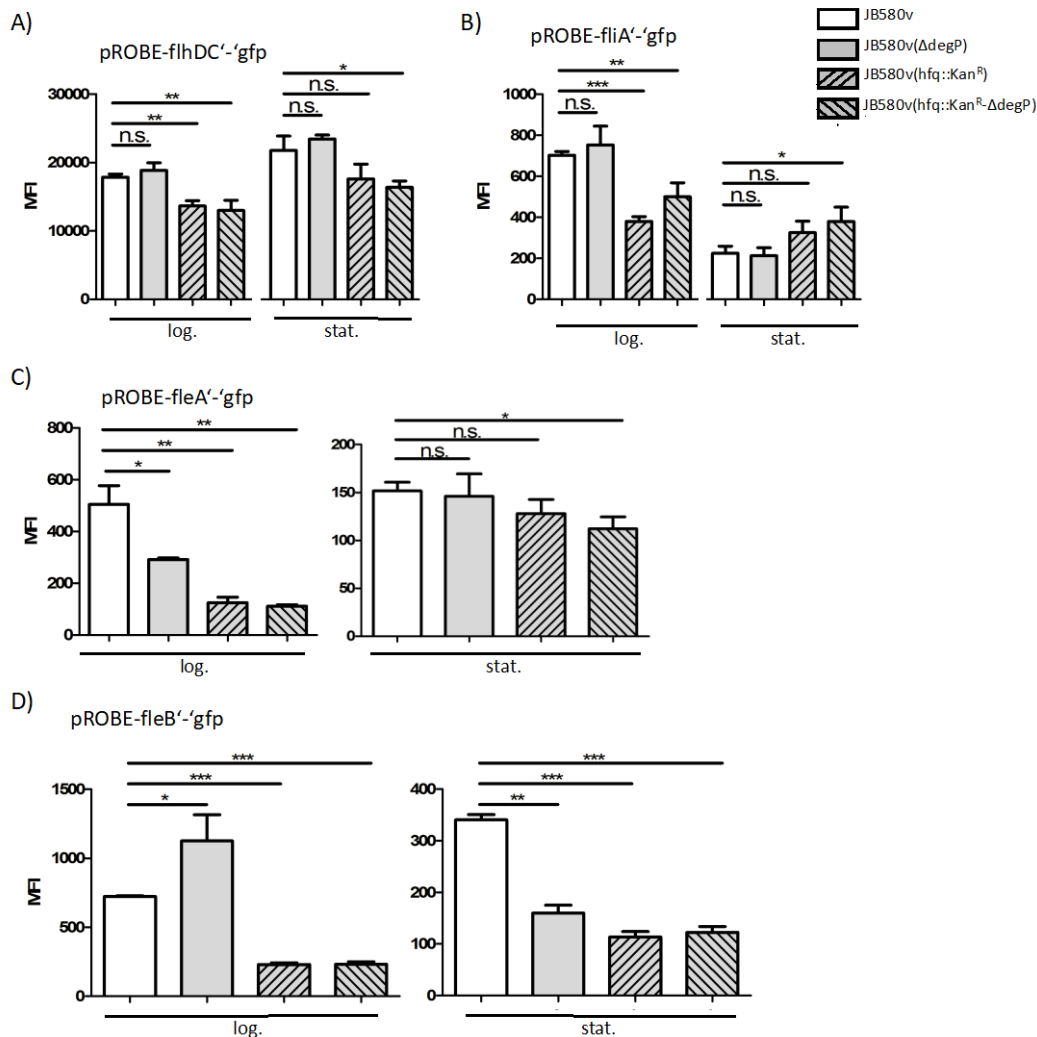 A)
pROBE-flhDC‘-‘gfp
B)
pROBE-fliA‘-‘gfp
JB580v
JB580v(ΔdegP)
JB580v(hfq::Kanᴿ)
JB580v(hfq::Kanᴿ-ΔdegP)
*
n.s.
n.s.
**
**
n.s.
MFI
30000
20000
10000
0
log.
stat.
**
***
n.s.
*
n.s.
n.s.
MFI
1000
800
600
400
200
0
log.
stat.
C)
pROBE-fleA‘-‘gfp
**
**
*
MFI
800
600
400
200
0
log.
*
n.s.
n.s.
200
150
100
50
0
stat.
D)
pROBE-fleB‘-‘gfp
***
***
*
MFI
1500
1000
500
0
log.
***
***
**
400
300
200
100
0
stat.